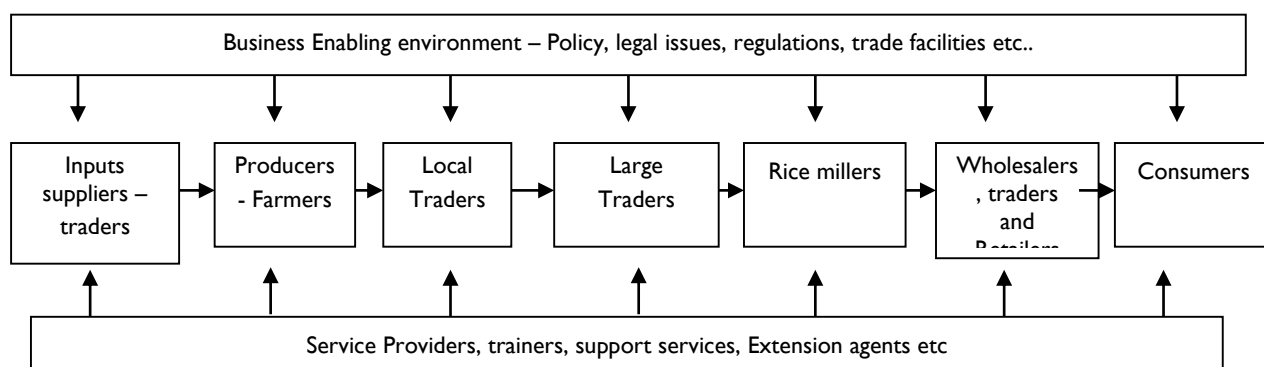 Business Enabling environment – Policy, legal issues, regulations, trade facilities etc..
Inputs
suppliers –
traders
Producers
- Farmers
Local
Traders
Large
Traders
Rice millers
Wholesalers
, traders
and
Retailers
Consumers
Service Providers, trainers, support services, Extension agents etc